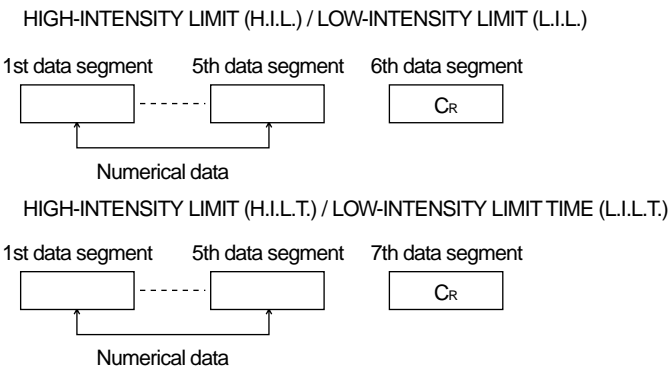 HIGH-INTENSITY LIMIT (H.I.L.) / LOW-INTENSITY LIMIT (L.I.L.)
1st data segment 5th data segment 6th data segment
CR
Numerical data
HIGH-INTENSITY LIMIT (H.I.L.T.) / LOW-INTENSITY LIMIT TIME (L.I.L.T.)
1st data segment 5th data segment 7th data segment
CR
Numerical data